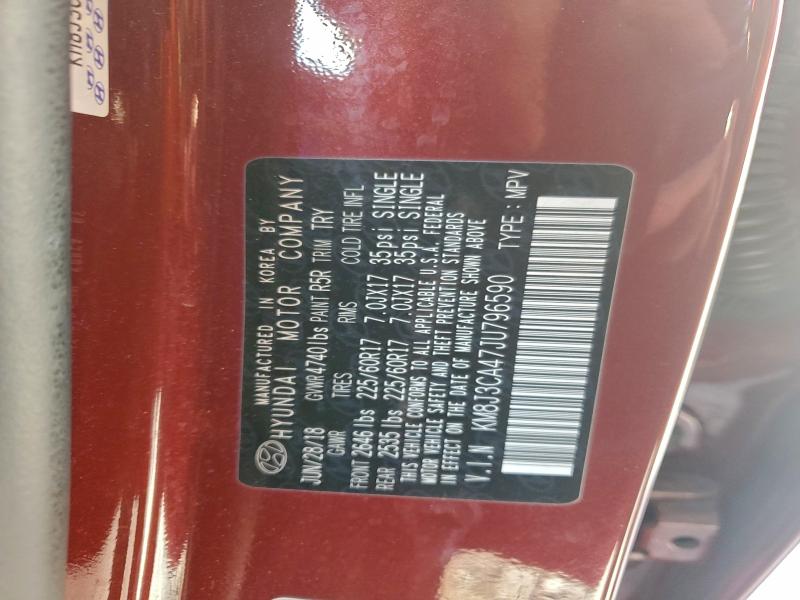 KM8J3C
MANUFACTURED IN KOREA BY
HYUNDAI MOTOR COMPANY
JUN/28/18 GVWR 4740lbs PAINT R5R TRIM TRY
GAWR TIRES RIMS COLD TIRE INFL
FRONT 2646 lbs 225/60R17 7.0JX17 35psi SINGLE
REAR 2535 lbs 225/60R17 7.0JX17 35psi SINGLE
THIS VEHICLE CONFORMS TO ALL APPLICABLE U.S.A. FEDERAL
MOTOR VEHICLE SAFETY AND THEFT PREVENTION STANDARDS
IN EFFECT ON THE DATE OF MANUFACTURE SHOWN ABOVE
V.I.N KM8J3CA47JU796590 TYPE : MPV